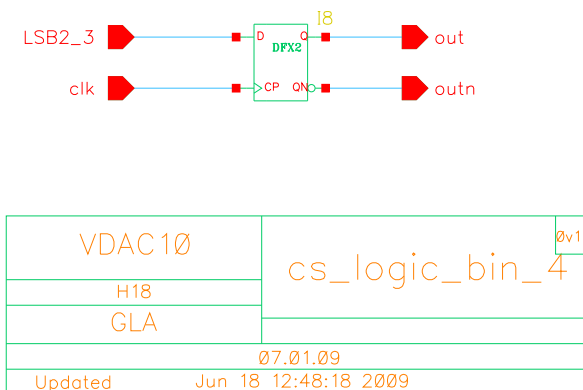 I8
LSB2_3 D Q out
DFX2
clk CP QN outn
VDAC10
0v1
cs_logic_bin_4
H18
GLA
07.01.09
Updated Jun 18 12:48:18 2009